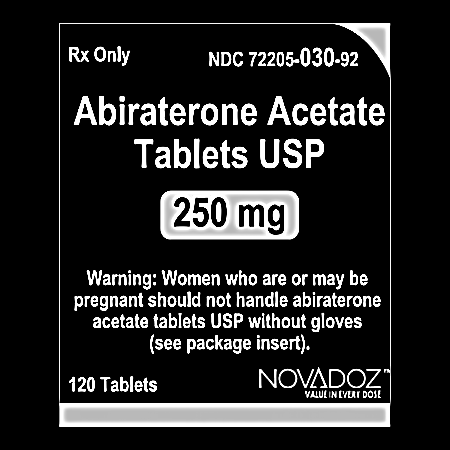 Rx Only
NDC 72205-030-92
Abiraterone Acetate
Tablets USP
250 mg
Warning: Women who are or may be
pregnant should not handle abiraterone
acetate tablets USP without gloves
(see package insert).
120 Tablets
NOVADOZ™
VALUE IN EVERY DOSE